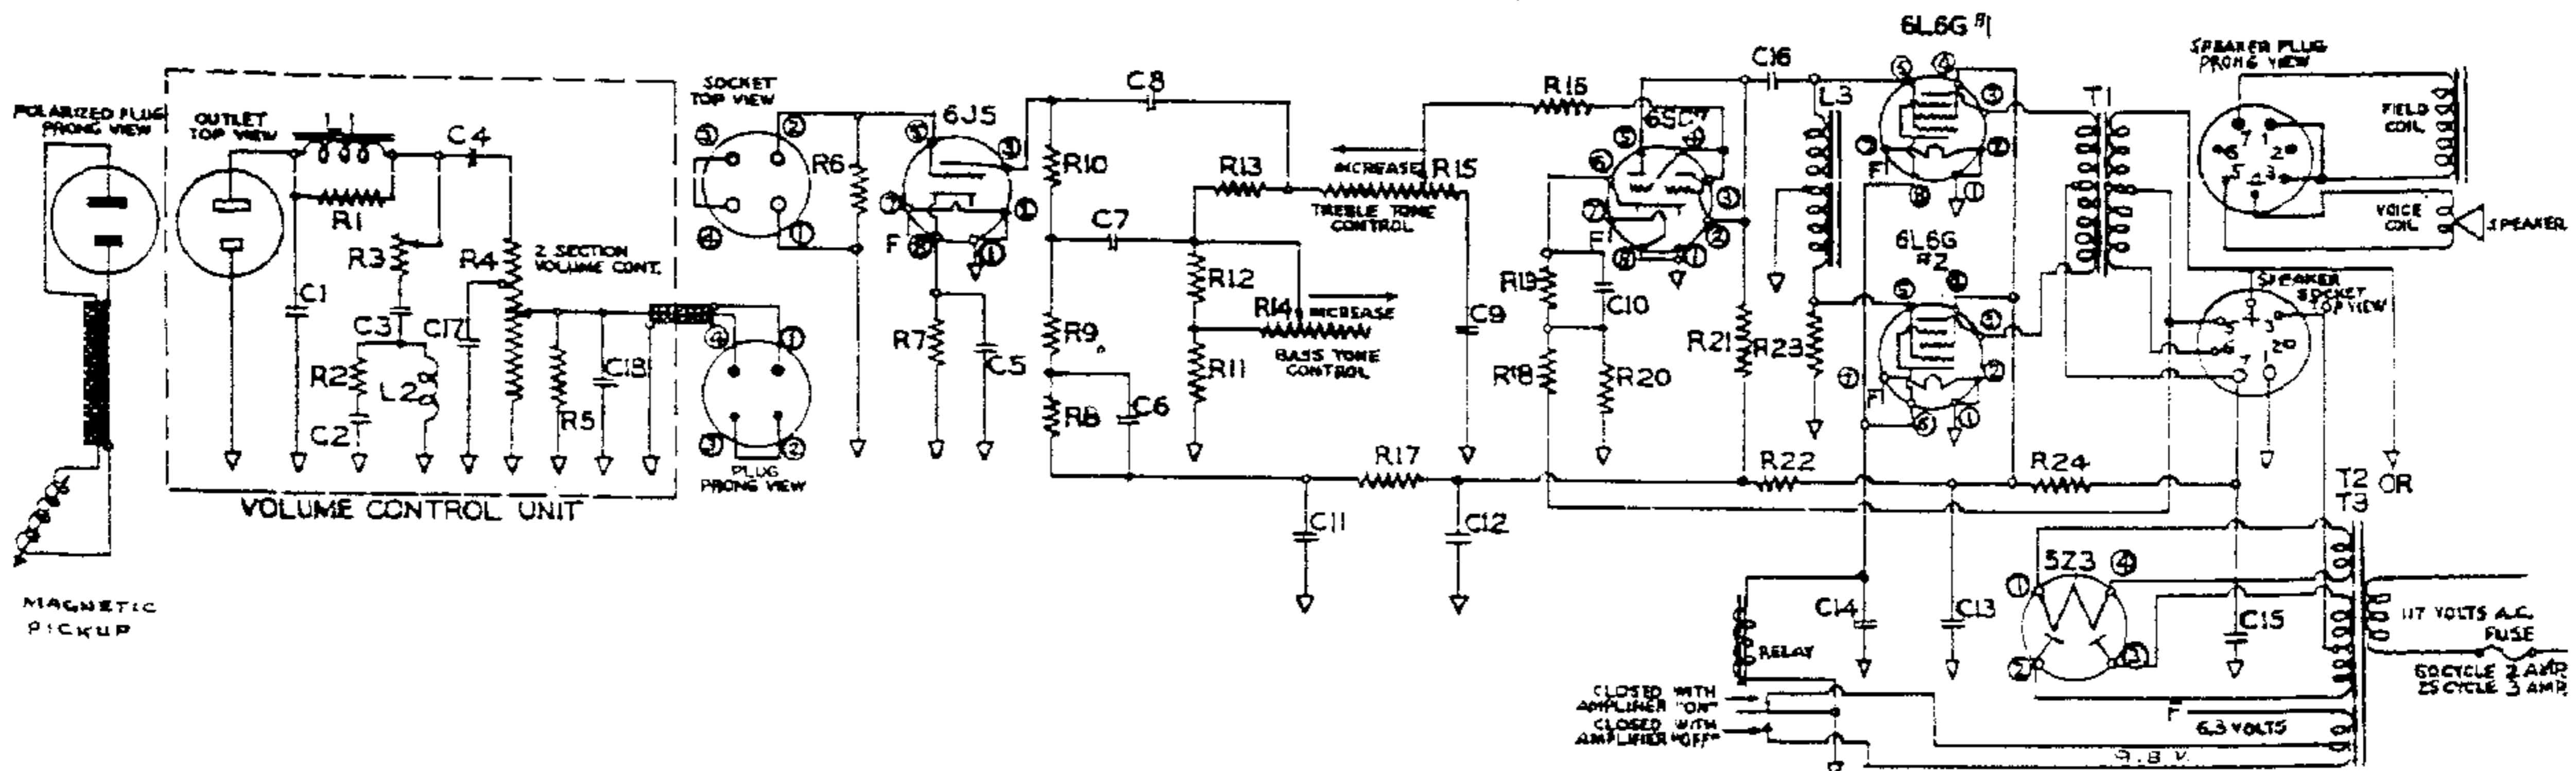 POLARIZED PLUG
PRONG VIEW
MAGNETIC
PICKUP
OUTLET
TOP VIEW
C4
R1
R3
R4
2 SECTION
VOLUME CONT.
C1
C3
C17
R2
L2
C2
R5
C18
VOLUME CONTROL UNIT
SOCKET
TOP VIEW
PLUG
PRONG VIEW
R6
6J5
F
R7
C5
C8
R10
C7
R9
R8
C6
R13
R12
R11
R14
INCREASE
BASS TONE
CONTROL
INCREASE
R15
TREBLE TONE
CONTROL
C9
R17
C11
C12
R16
F
R19
C10
R18
R20
R21
R22
R23
C16
L3
6L6G #1
F
6L6G
#2
F
R24
T1
SPEAKER PLUG
PRONG VIEW
FIELD
COIL
VOICE
COIL
SPEAKER
SPEAKER
SOCKET
TOP VIEW
T2 OR
T3
5Z3
C14
C13
C15
RELAY
CLOSED WITH
AMPLIFIER "ON"
CLOSED WITH
AMPLIFIER "OFF"
117 VOLTS A.C.
FUSE
60 CYCLE 2 AMP.
25 CYCLE 3 AMP.
F
6.3 VOLTS
9.8 V.